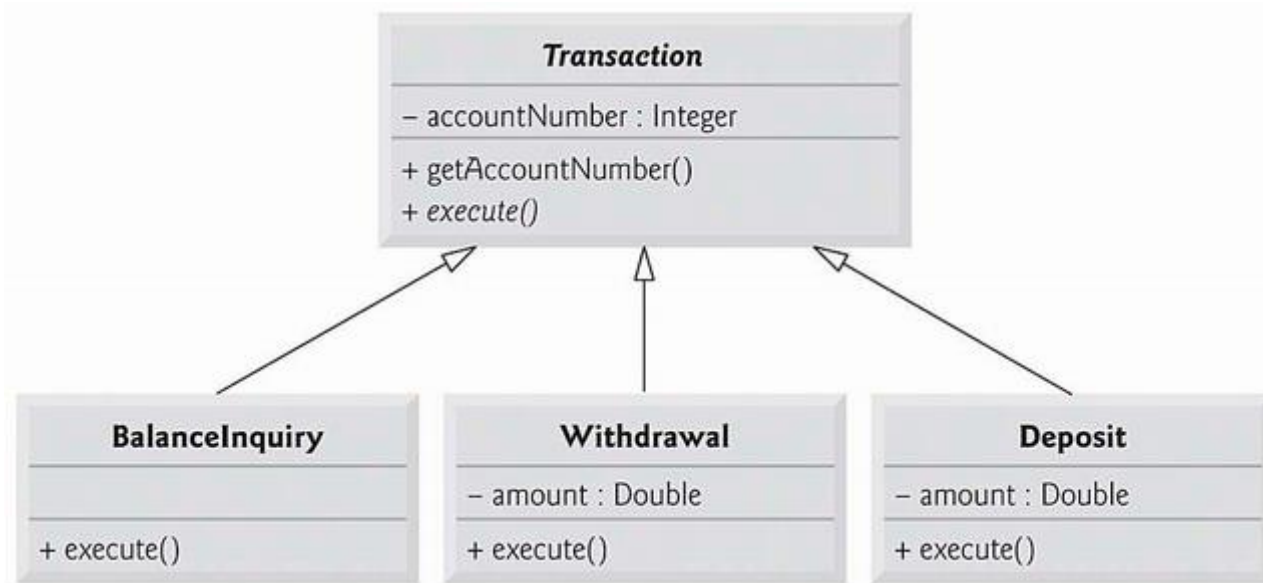 Transaction
– accountNumber : Integer
+ getAccountNumber()
+ execute()
BalanceInquiry
+ execute()
Withdrawal
– amount : Double
+ execute()
Deposit
– amount : Double
+ execute()